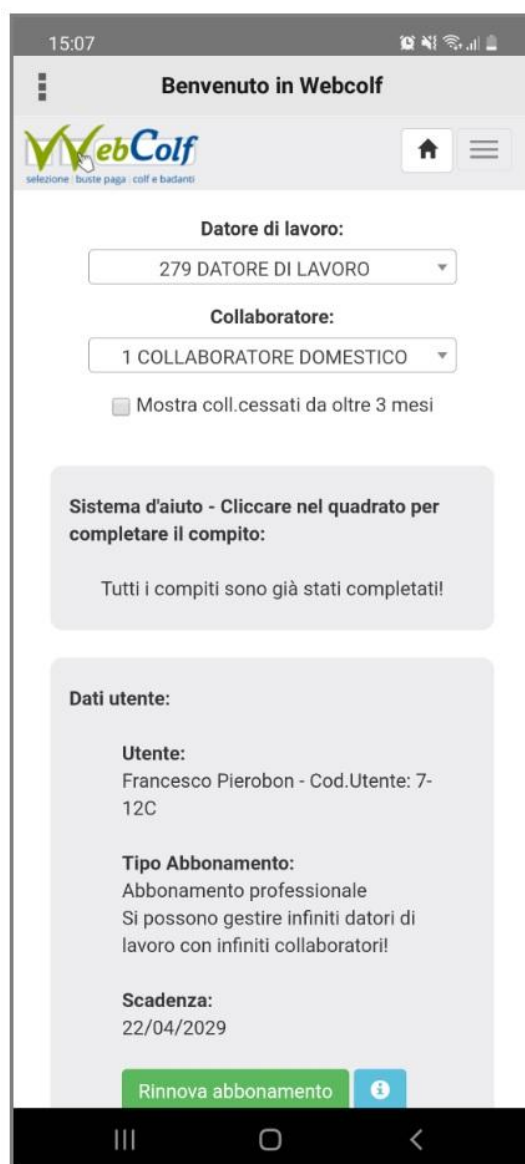 15:07
Benvenuto in Webcolf
WebColf
selezione buste paga colf e badanti
Datore di lavoro:
279 DATORE DI LAVORO
Collaboratore:
1 COLLABORATORE DOMESTICO
Mostra coll.cessati da oltre 3 mesi
Sistema d'aiuto - Cliccare nel quadrato per
completare il compito:
Tutti i compiti sono già stati completati!
Dati utente:
Utente:
Francesco Pierobon - Cod.Utente: 7-
12C
Tipo Abbonamento:
Abbonamento professionale
Si possono gestire infiniti datori di
lavoro con infiniti collaboratori!
Scadenza:
22/04/2029
Rinnova abbonamento